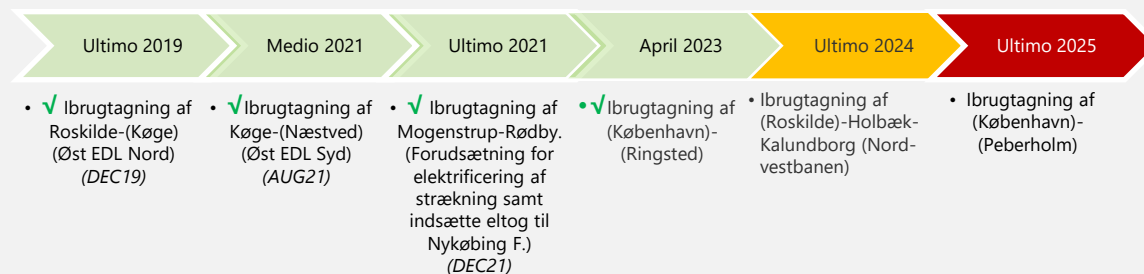 Ultimo 2019
Medio 2021
Ultimo 2021
April 2023
Ultimo 2024
Ultimo 2025
• √ Ibrugtagning af
Roskilde-(Køge)
(Øst EDL Nord)
(DEC19)
• √Ibrugtagning af
Køge-(Næstved)
(Øst EDL Syd)
(AUG21)
• √ Ibrugtagning af
Mogenstrup-Rødby.
(Forudsætning for
elektrificering af
strækning samt
indsætte eltog til
Nykøbing F.)
(DEC21)
• √Ibrugtagning af
(København)-
(Ringsted)
• Ibrugtagning af
(Roskilde)-Holbæk-
Kalundborg (Nord-
vestbanen)
• Ibrugtagning af
(København)-
(Peberholm)